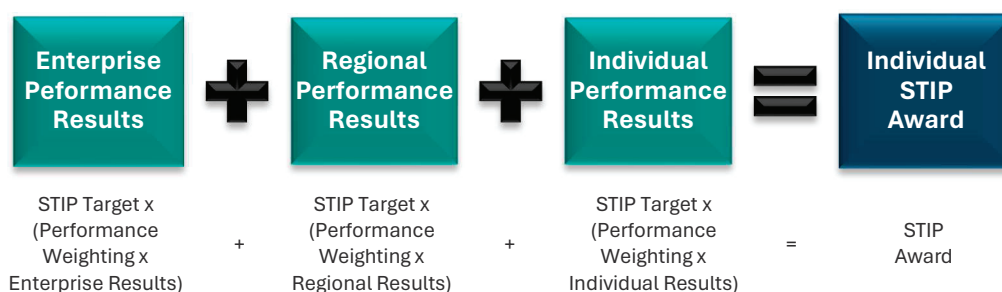 Enterprise
Peformance
Results
Regional
Performance
Results
Individual
Performance
Results
Individual
STIP
Award
STIP Target x
(Performance
Weighting x
Enterprise Results)
+
STIP Target x
(Performance
Weighting x
Regional Results)
+
STIP Target x
(Performance
Weighting x
Individual Results)
=
STIP
Award